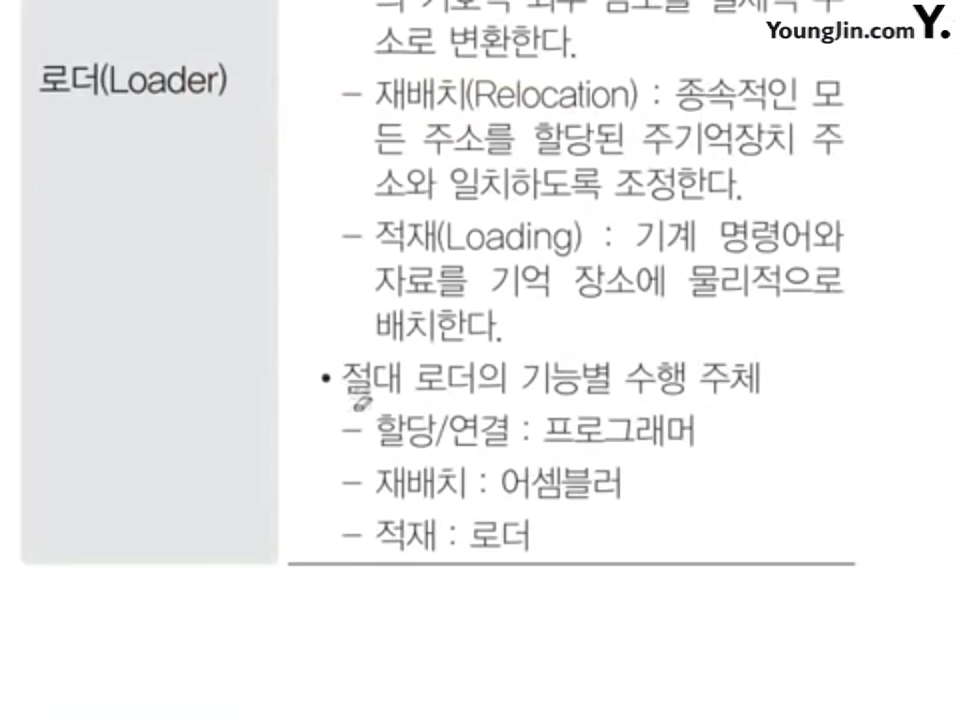 YoungJin.com Y.
소로 변환한다.
로더(Loader)
– 재배치(Relocation) : 종속적인 모
든 주소를 할당된 주기억장치 주
소와 일치하도록 조정한다.
– 적재(Loading) : 기계 명령어와
자료를 기억 장소에 물리적으로
배치한다.
• 절대 로더의 기능별 수행 주체
– 할당/연결 : 프로그래머
– 재배치 : 어셈블러
– 적재 : 로더